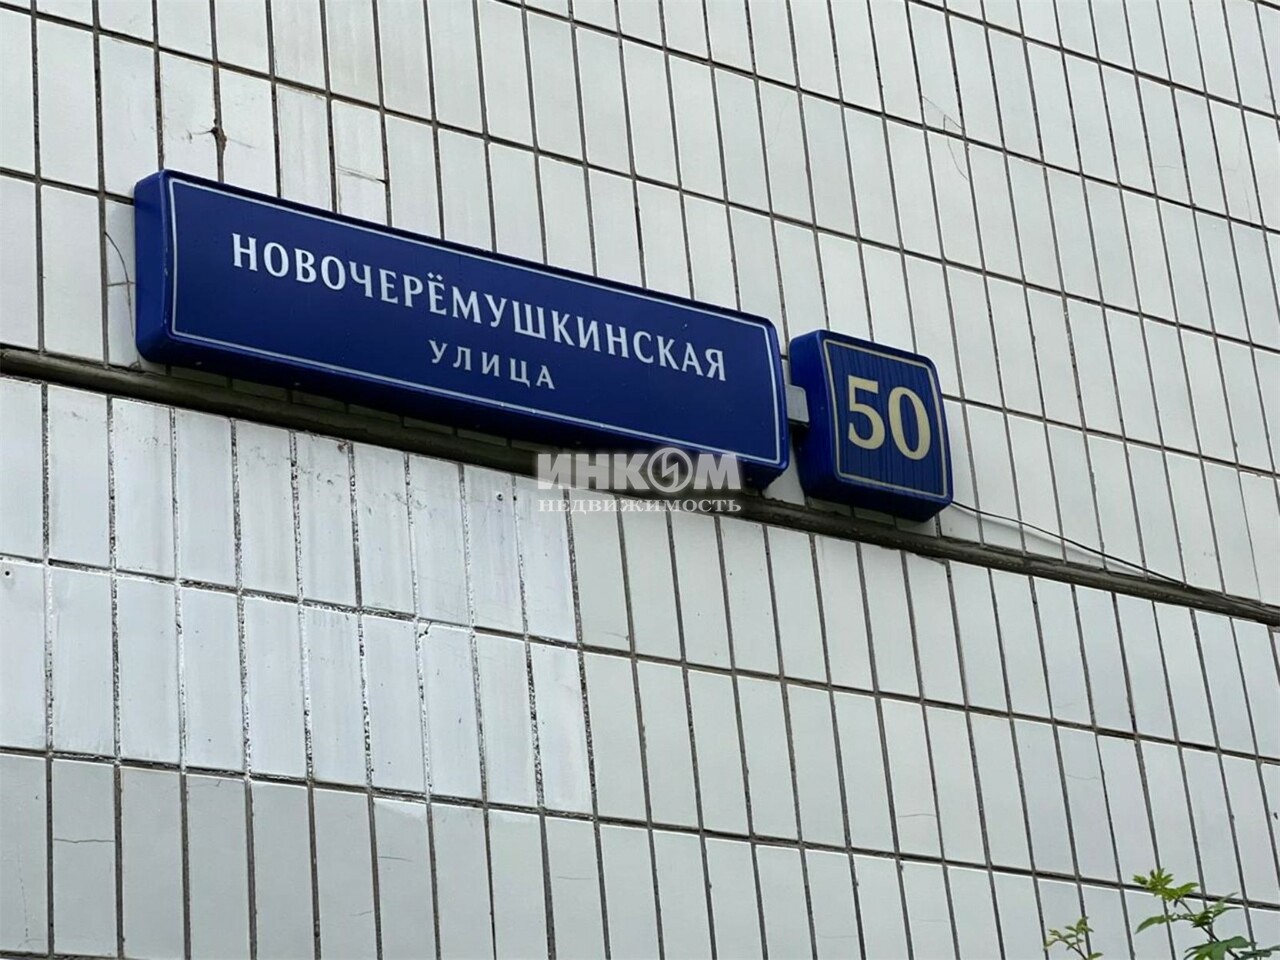 НОВОЧЕРЁМУШКИНСКАЯ
УЛИЦА
50
ИНКОМ
НЕДВИЖИМОСТЬ